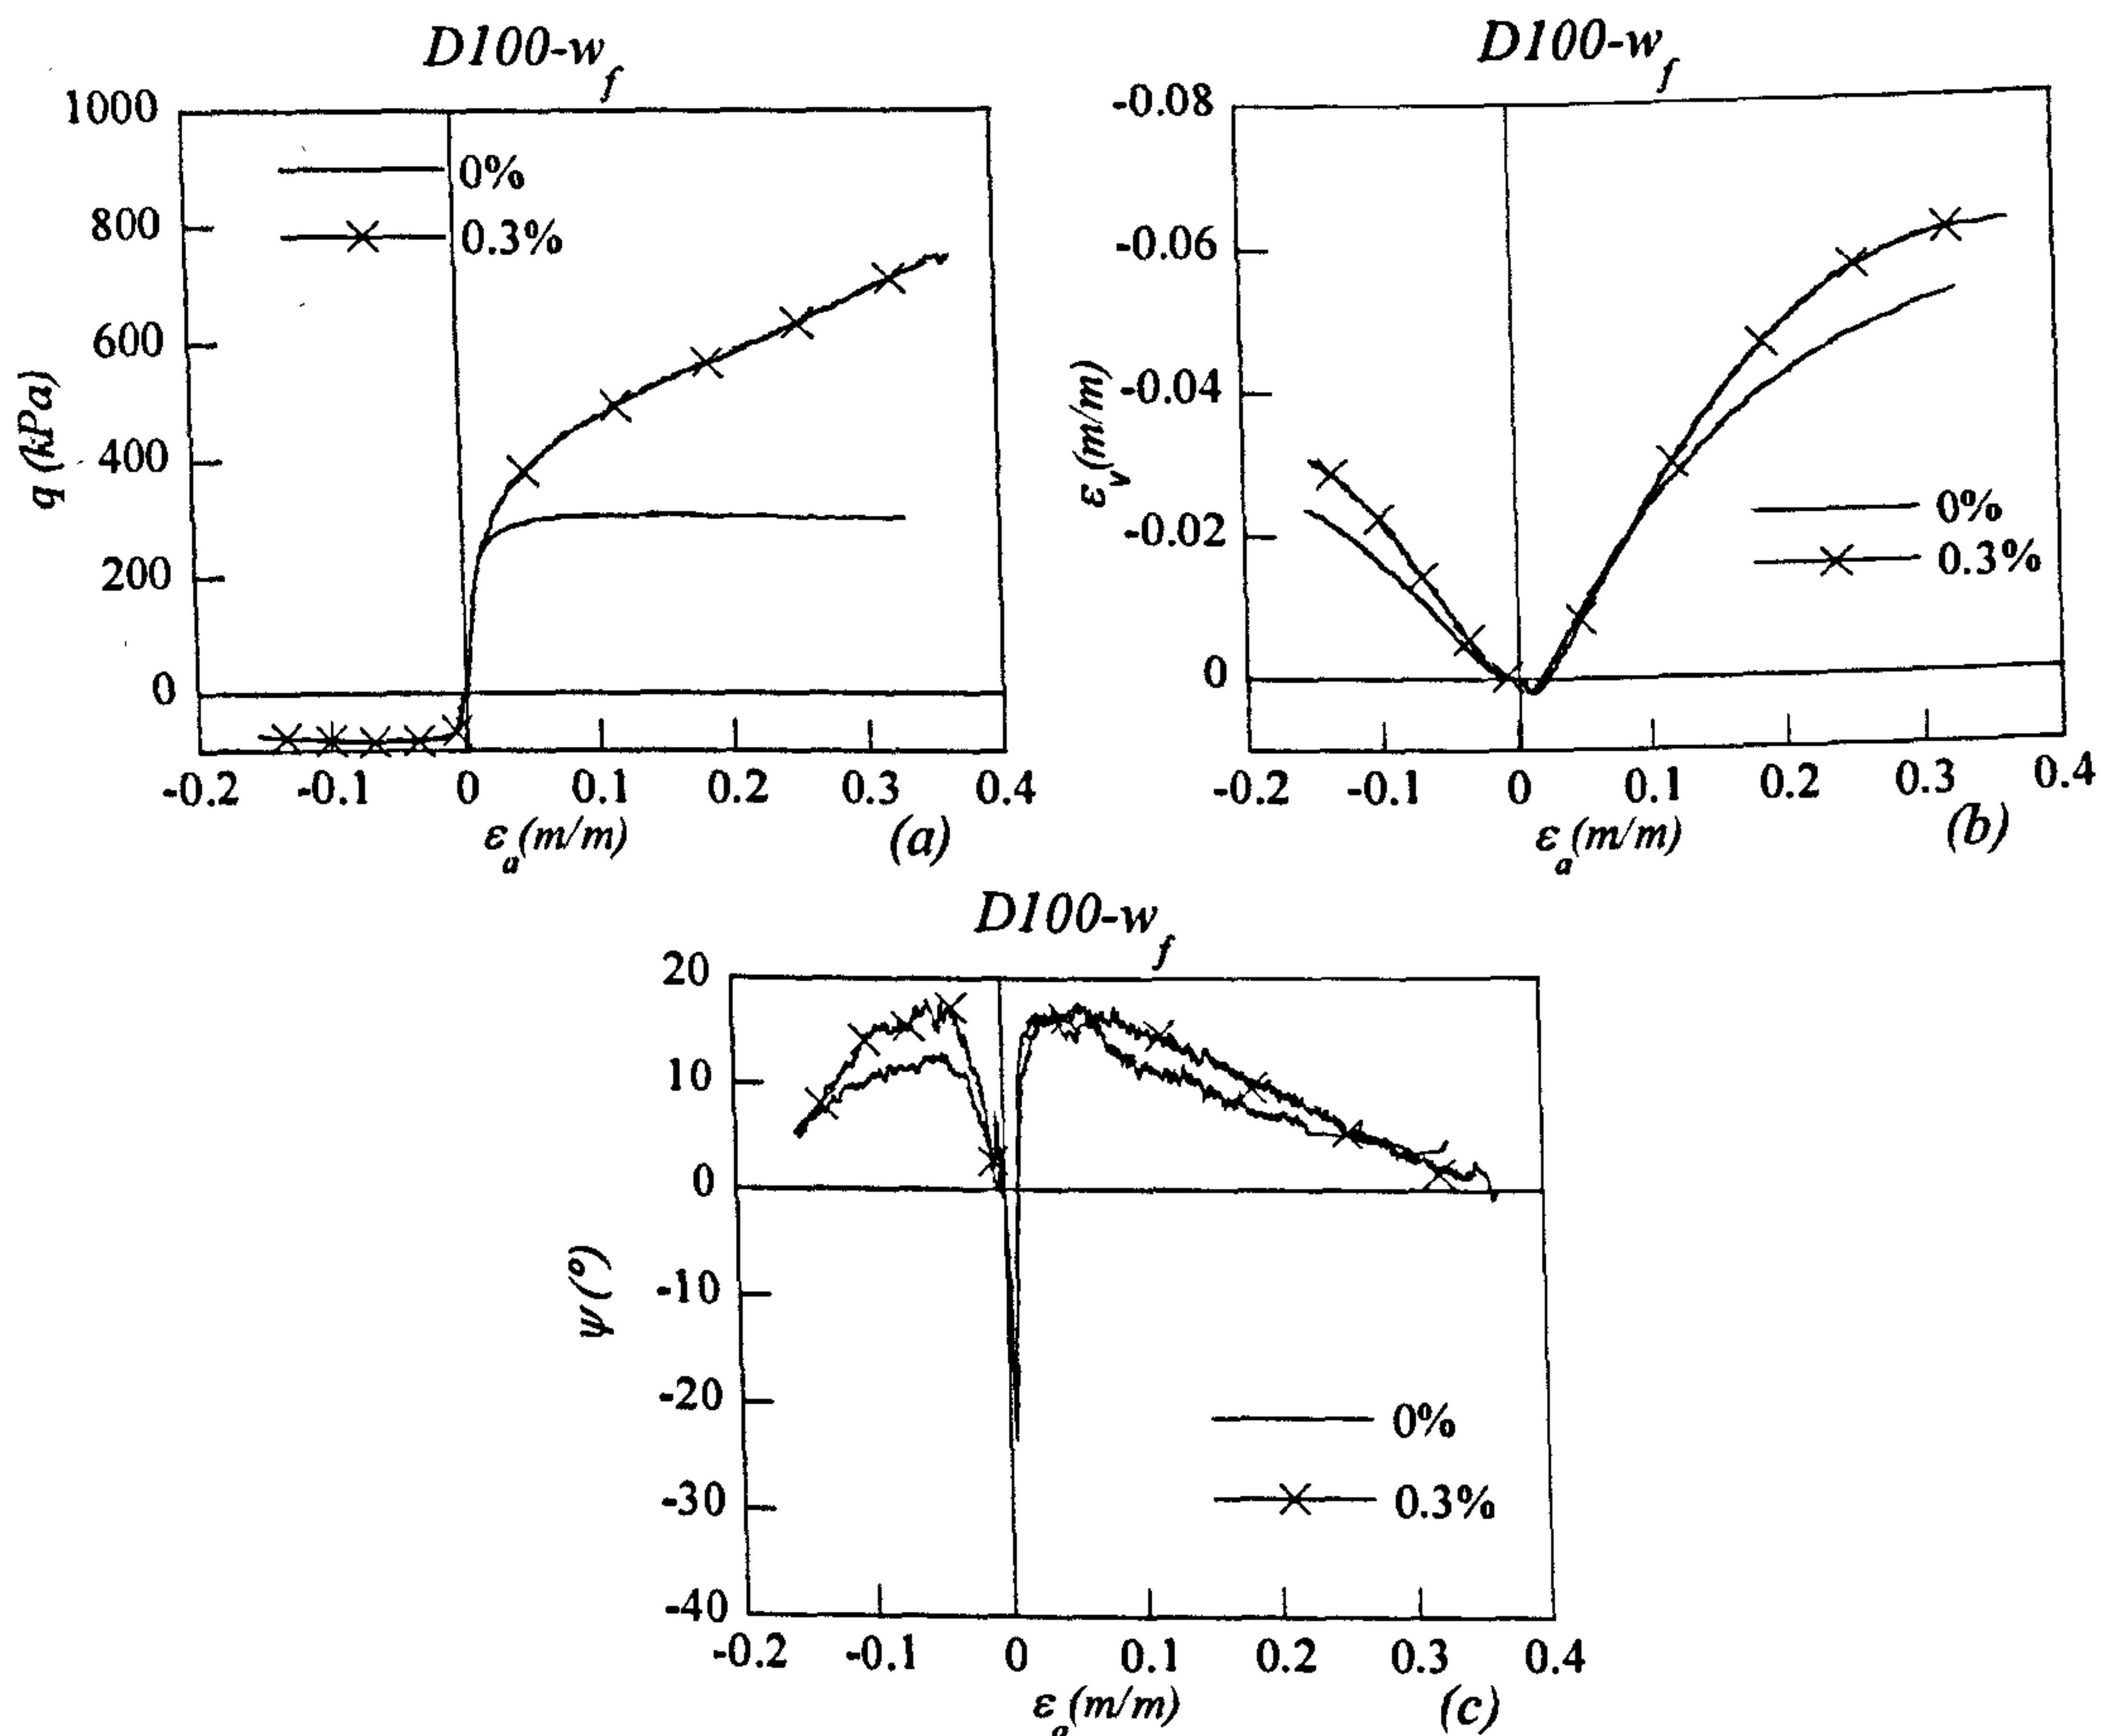 D100-w_f
1000
800
600
400
200
0
q (kPa)
0%
0.3%
-0.2 -0.1 0 0.1 0.2 0.3 0.4
ε_a (m/m)
(a)
D100-w_f
-0.08
-0.06
-0.04
-0.02
0
ε_v (m/m)
0%
0.3%
-0.2 -0.1 0 0.1 0.2 0.3 0.4
ε_a (m/m)
(b)
D100-w_f
20
10
0
-10
-20
-30
-40
ψ (°)
0%
0.3%
-0.2 -0.1 0 0.1 0.2 0.3 0.4
ε_a (m/m)
(c)